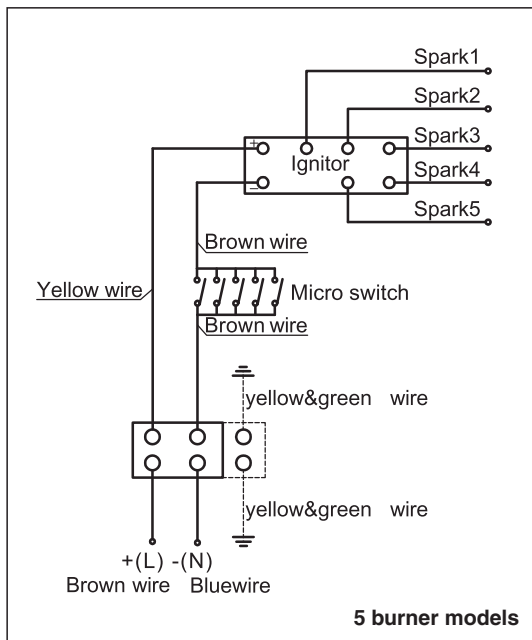 Spark1
Spark2
+
Spark3
Ignitor
Spark4
−
Spark5
Brown wire
Yellow wire
Micro switch
Brown wire
yellow&green wire
yellow&green wire
+(L) -(N)
Brown wire Bluewire
5 burner models